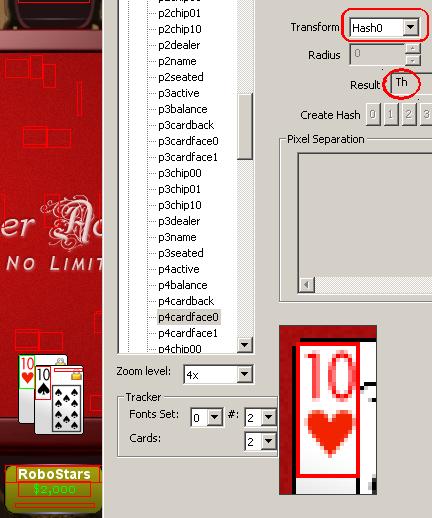 er Ac
No Limit
10
10
RoboStars
$2,000
p2chip01
p2chip10
p2dealer
p2name
p2seated
p3active
p3balance
p3cardback
p3cardface0
p3cardface1
p3chip00
p3chip01
p3chip10
p3dealer
p3name
p3seated
p4active
p4balance
p4cardback
p4cardface0
p4cardface1
p4chip00
Zoom level: 4x
Tracker
Fonts Set: 0 #: 2
Cards: 2
Transform Hash0
Radius 0
Result Th
Create Hash 0 1 2 3
Pixel Separation
10